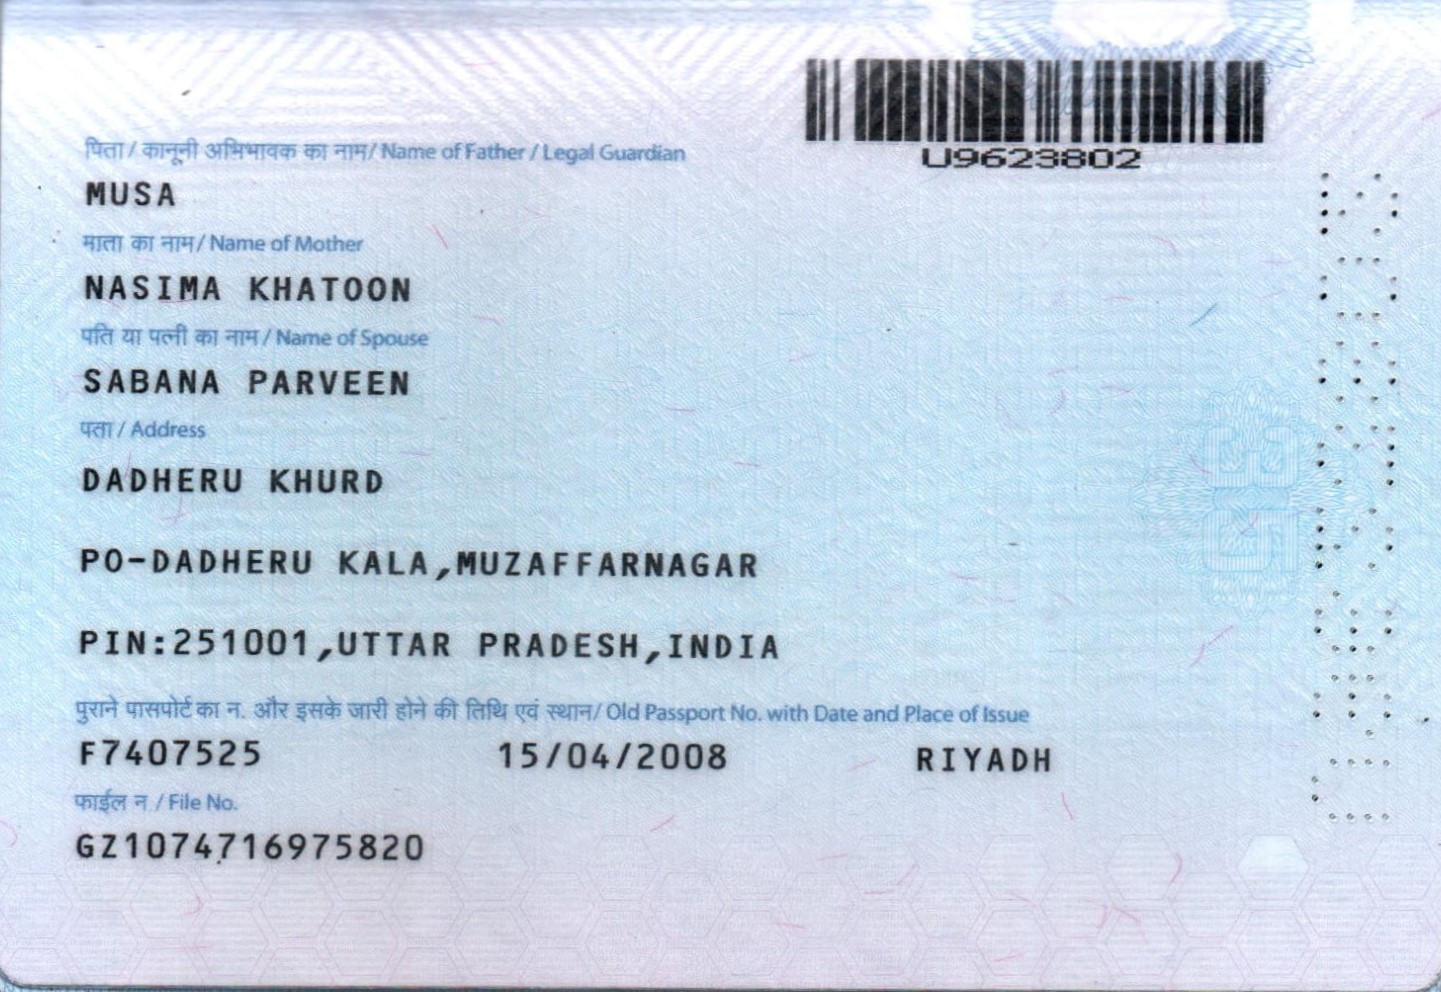 U9623802
पिता / कानूनी अभिभावक का नाम/ Name of Father / Legal Guardian
MUSA
माता का नाम/ Name of Mother
NASIMA KHATOON
पति या पत्नी का नाम / Name of Spouse
SABANA PARVEEN
पता / Address
DADHERU KHURD
PO-DADHERU KALA,MUZAFFARNAGAR
PIN:251001,UTTAR PRADESH,INDIA
पुराने पासपोर्ट का न. और इसके जारी होने की तिथि एवं स्थान/ Old Passport No. with Date and Place of Issue
F7407525 15/04/2008 RIYADH
फाईल न / File No.
GZ1074716975820